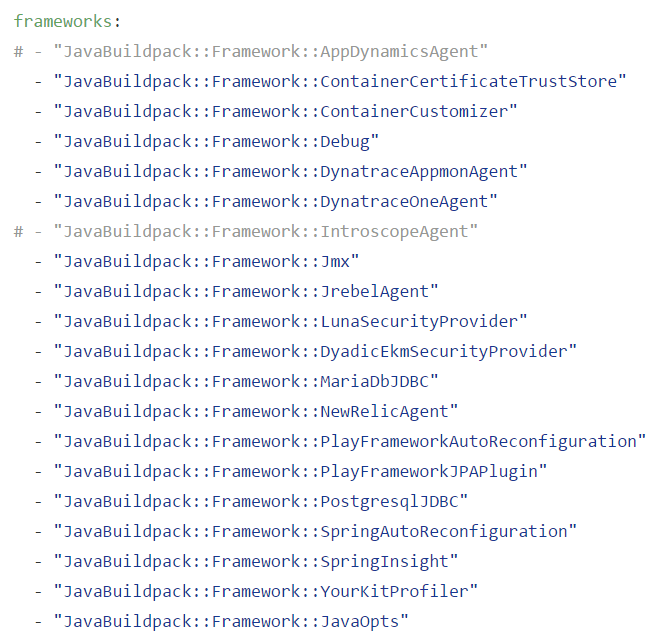 frameworks:
# - "JavaBuildpack::Framework::AppDynamicsAgent"
  - "JavaBuildpack::Framework::ContainerCertificateTrustStore"
  - "JavaBuildpack::Framework::ContainerCustomizer"
  - "JavaBuildpack::Framework::Debug"
  - "JavaBuildpack::Framework::DynatraceAppmonAgent"
  - "JavaBuildpack::Framework::DynatraceOneAgent"
# - "JavaBuildpack::Framework::IntroscopeAgent"
  - "JavaBuildpack::Framework::Jmx"
  - "JavaBuildpack::Framework::JrebelAgent"
  - "JavaBuildpack::Framework::LunaSecurityProvider"
  - "JavaBuildpack::Framework::DyadicEkmSecurityProvider"
  - "JavaBuildpack::Framework::MariaDbJDBC"
  - "JavaBuildpack::Framework::NewRelicAgent"
  - "JavaBuildpack::Framework::PlayFrameworkAutoReconfiguration"
  - "JavaBuildpack::Framework::PlayFrameworkJPAPlugin"
  - "JavaBuildpack::Framework::PostgresqlJDBC"
  - "JavaBuildpack::Framework::SpringAutoReconfiguration"
  - "JavaBuildpack::Framework::SpringInsight"
  - "JavaBuildpack::Framework::YourKitProfiler"
  - "JavaBuildpack::Framework::JavaOpts"